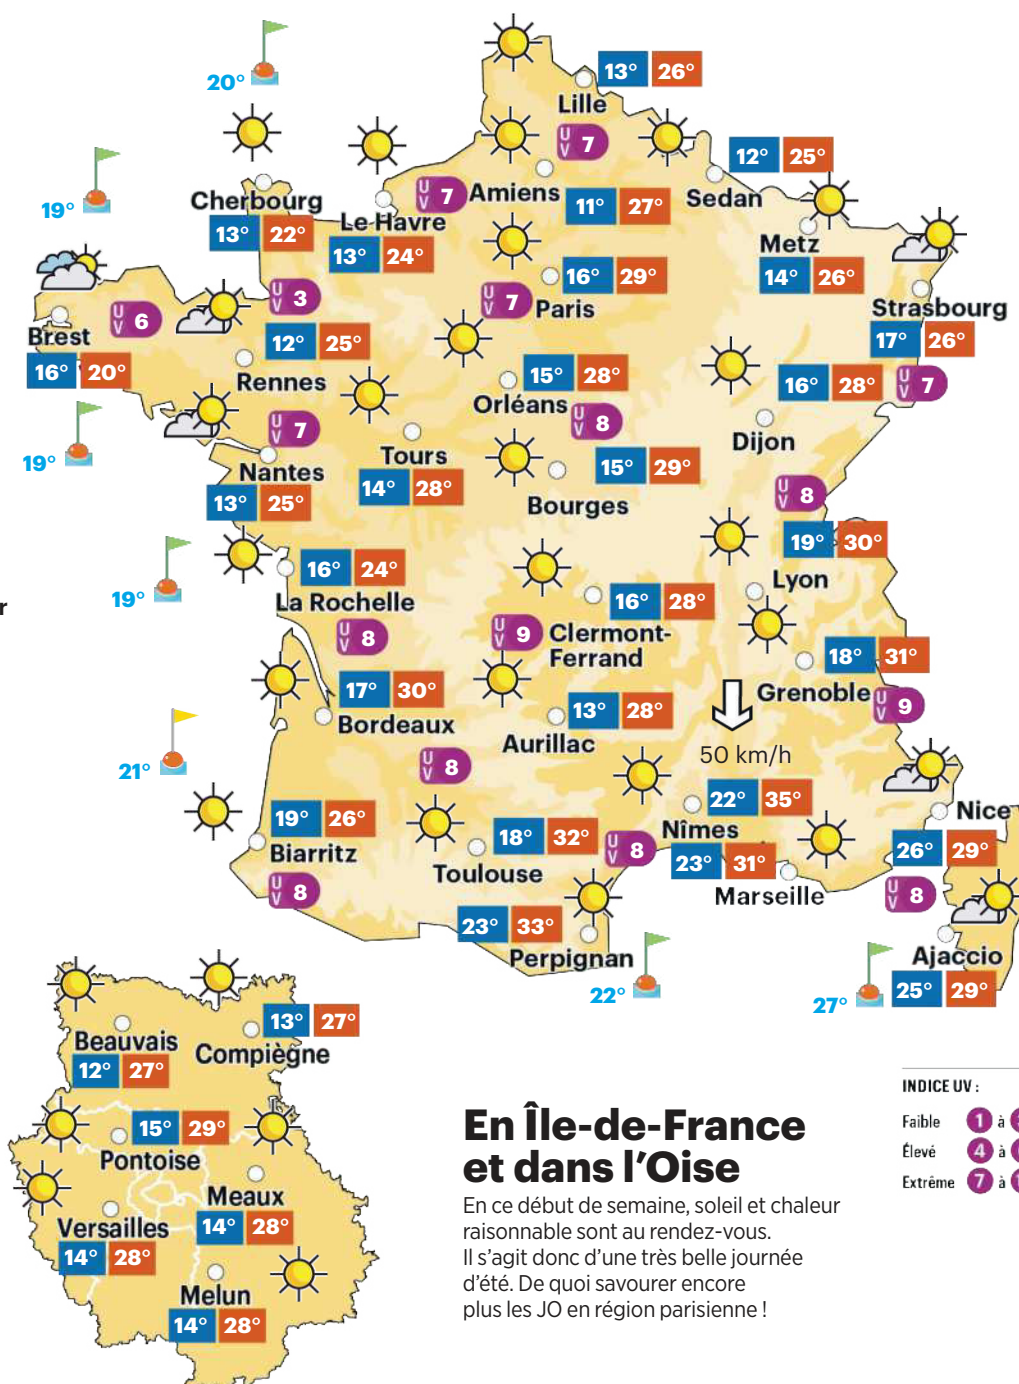 20°
13° 26°
Lille
UV 7
12° 25°
Sedan
19°
Cherbourg
13° 22°
Le Havre
13° 24°
UV 7
Amiens
11° 27°
Metz
14° 26°
16° 29°
Paris
UV 7
UV 3
Strasbourg
17° 26°
UV 6
Brest
16° 20°
12° 25°
Rennes
15° 28°
Orléans
16° 28°
UV 7
Dijon
UV 8
19°
UV 7
Nantes
13° 25°
Tours
14° 28°
15° 29°
Bourges
UV 8
19° 30°
Lyon
19°
r
16° 24°
La Rochelle
UV 8
16° 28°
UV 9
Clermont-
Ferrand
18° 31°
Grenoble
UV 9
17° 30°
Bordeaux
13° 28°
Aurillac
50 km/h
21°
UV 8
22° 35°
Nîmes
Nice
26° 29°
19° 26°
Biarritz
UV 8
18° 32°
Toulouse
UV 8
23° 31°
Marseille
UV 8
23° 33°
Perpignan
22°
Ajaccio
25° 29°
27°
13° 27°
Compiègne
Beauvais
12° 27°
15° 29°
Pontoise
Meaux
14° 28°
Versailles
14° 28°
Melun
14° 28°
En Île-de-France
et dans l'Oise
En ce début de semaine, soleil et chaleur
raisonnable sont au rendez-vous.
Il s'agit donc d'une très belle journée
d'été. De quoi savourer encore
plus les JO en région parisienne !
INDICE UV :
Faible 1 à
Élevé 4 à
Extrême 7 à